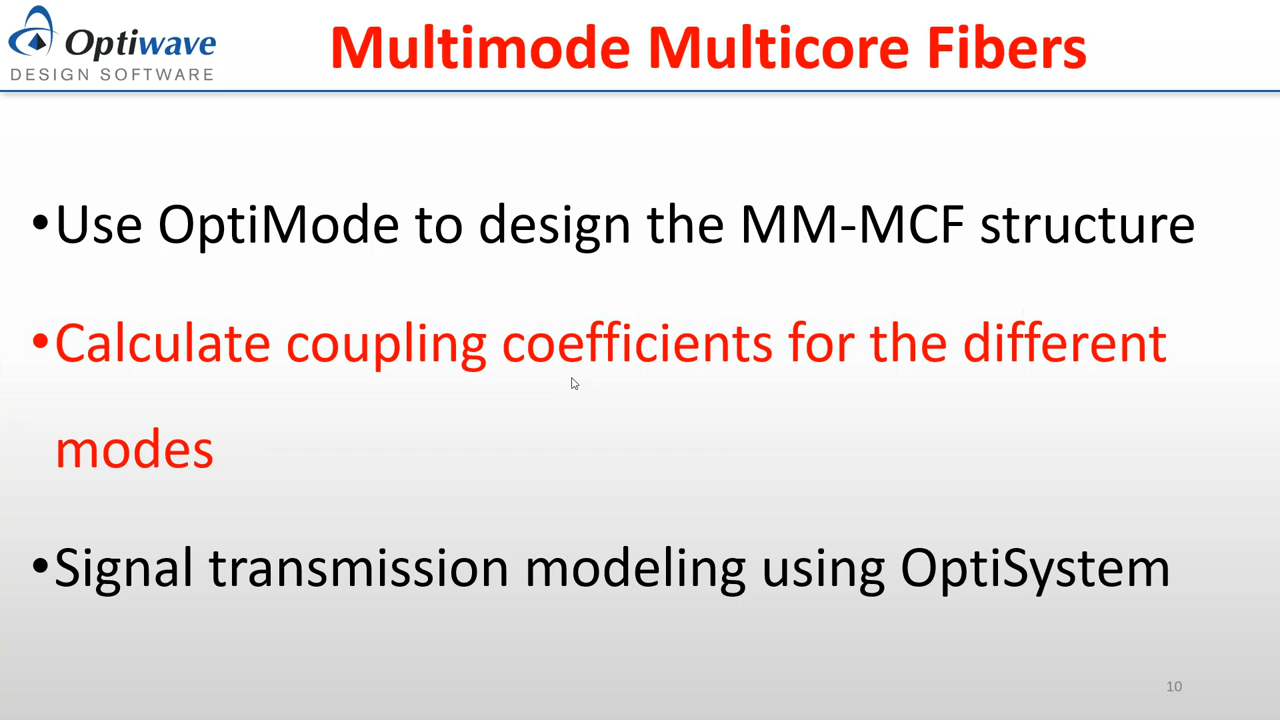 Optiwave
DESIGN SOFTWARE
Multimode Multicore Fibers
•Use OptiMode to design the MM-MCF structure
•Calculate coupling coefficients for the different
modes
•Signal transmission modeling using OptiSystem
10